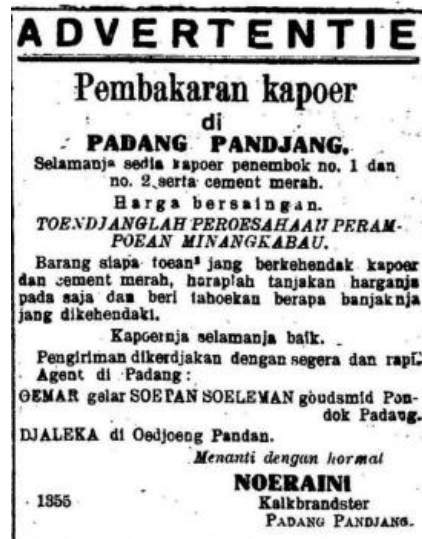 ADVERTENTIE
Pembakaran kapoer
di
PADANG PANDJANG.
Selamanja sedia kapoer penembok no. 1 dan
no. 2 serta cement merah.
Harga bersaingan.
TOENDJANGLAH PEROESAHAAN PERAM-
POEAN MINANGKABAU.
Barang siapa toean² jang berkehendak kapoer
dan cement merah, haraplah tanjakan harganja
pada saja dan beri tahoekan berapa banjaknja
jang dikehendaki.
Kapoernja selamanja baik.
Pengiriman dikerdjakan dengan segera dan rapi.
Agent di Padang:
OEMAR gelar SOETAN SOELEMAN goudsmid Pon-
dok Padang.
DJALEKA di Oedjoeng Pandan.
Menanti dengan hormat
NOERAINI
1355 Kalkbrandster
PADANG PANDJANG.